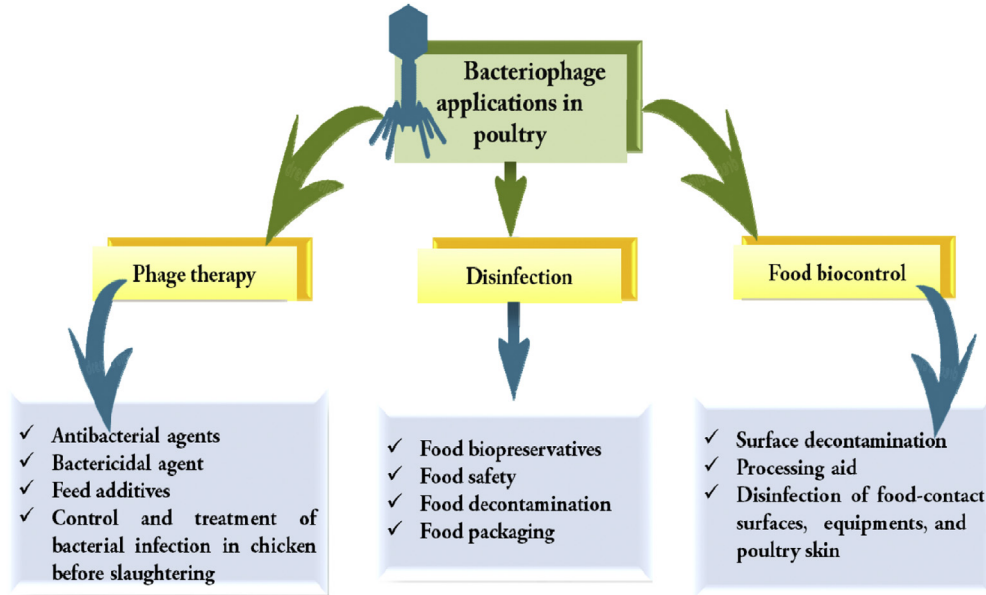 Bacteriophage
applications in
poultry
Phage therapy
Disinfection
Food biocontrol
✓ Antibacterial agents
✓ Bactericidal agent
✓ Feed additives
✓ Control and treatment of
bacterial infection in chicken
before slaughtering
✓ Food biopreservatives
✓ Food safety
✓ Food decontamination
✓ Food packaging
✓ Surface decontamination
✓ Processing aid
✓ Disinfection of food-contact
surfaces, equipments, and
poultry skin